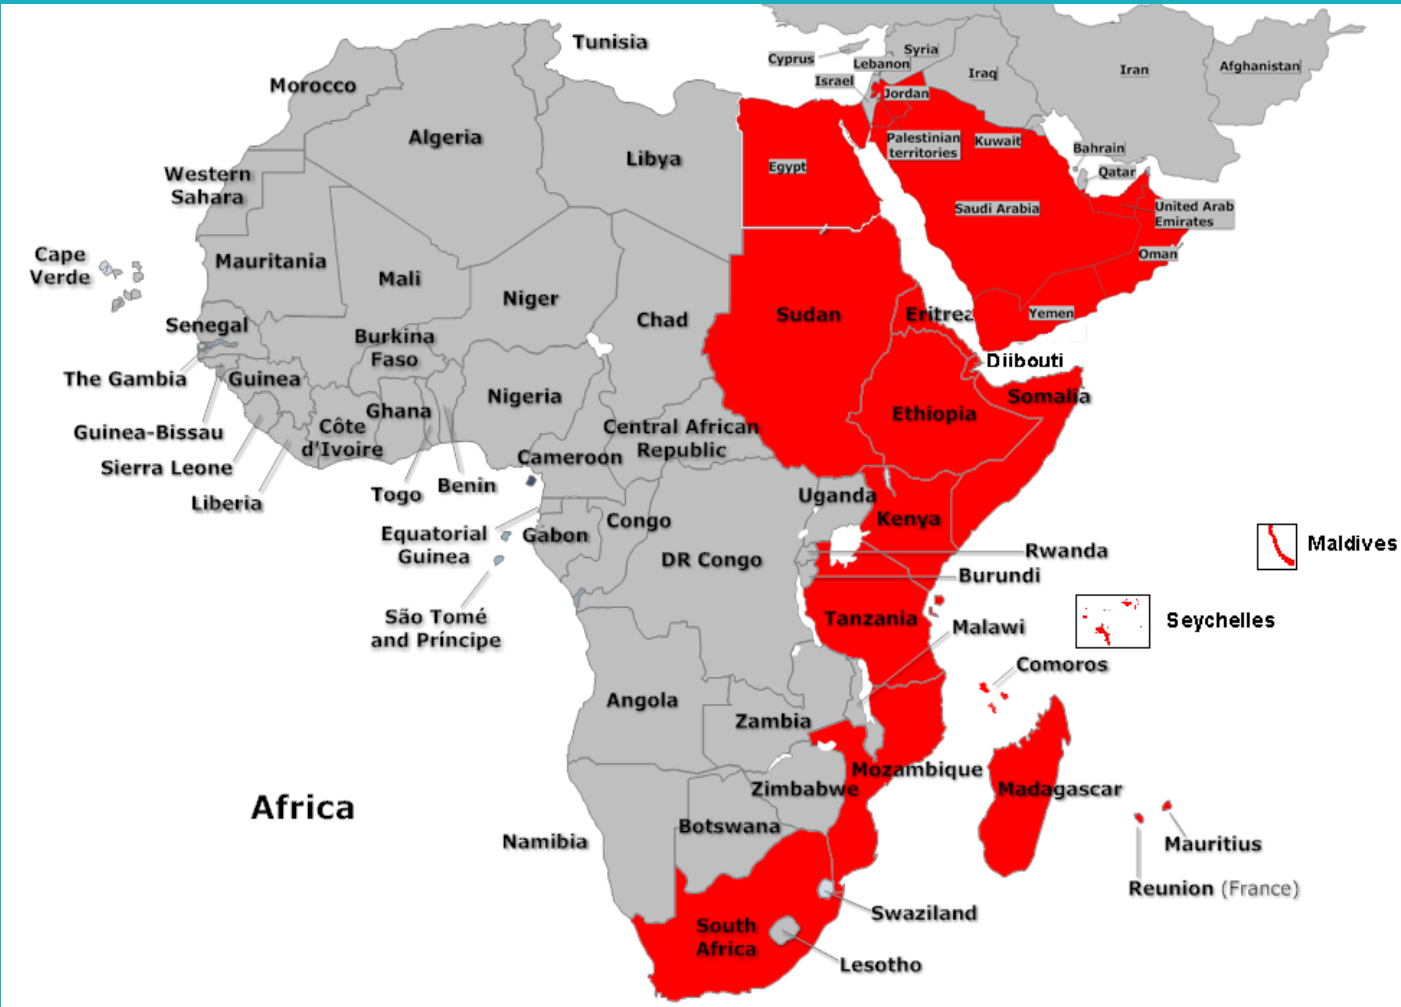 Tunisia
Morocco
Algeria
Libya
Western
Sahara
Cape
Verde
Mauritania
Mali
Niger
Chad
Senegal
Burkina
Faso
The Gambia
Guinea
Nigeria
Ghana
Côte
d'Ivoire
Guinea-Bissau
Sierra Leone
Liberia
Togo
Benin
Central African
Republic
Cameroon
Equatorial
Guinea
Gabon
Congo
DR Congo
São Tomé
and Príncipe
Angola
Zambia
Zimbabwe
Botswana
Namibia
South
Africa
Africa
Cyprus
Syria
Lebanon
Israel
Iraq
Iran
Afghanistan
Jordan
Palestinian
territories
Kuwait
Bahrain
Qatar
Egypt
Saudi Arabia
United Arab
Emirates
Oman
Yemen
Sudan
Eritrea
Diibouti
Somalia
Ethiopia
Uganda
Kenya
Rwanda
Burundi
Tanzania
Malawi
Comoros
Maldives
Seychelles
Mozambique
Madagascar
Mauritius
Reunion (France)
Swaziland
Lesotho